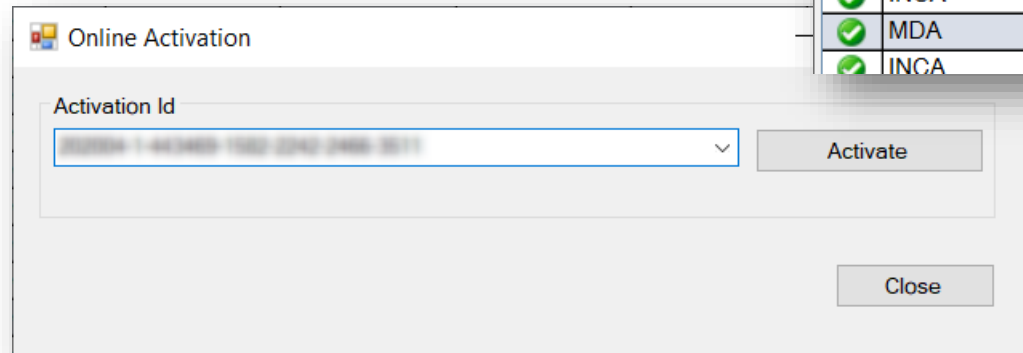 Online Activation
MDA
INCA
Activation Id
Activate
Close